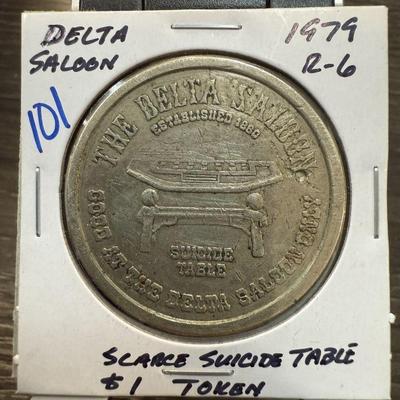 DELTA 1979
SALOON R-6
101
THE DELTA SALOON
ESTABLISHED 1880
SUICIDE
TABLE
GOOD AT THE DELTA SALOON ONLY
SCARCE SUICIDE TABLE
$1 TOKEN